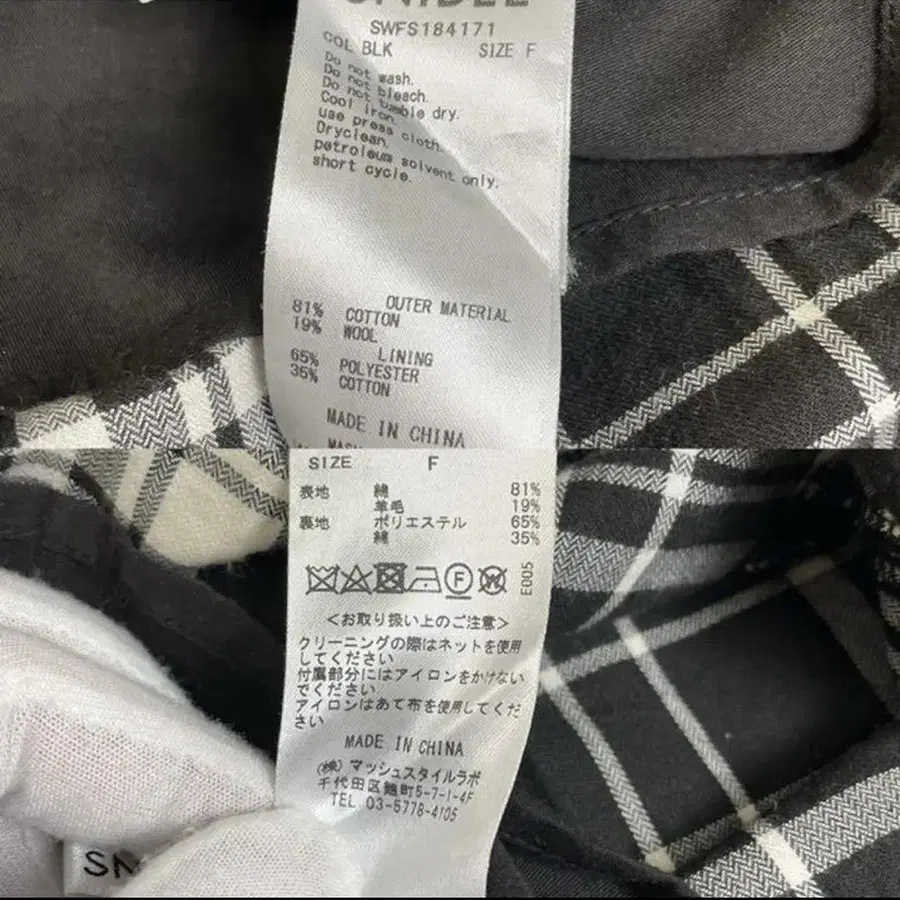 SNIDEL
SWFS184171
COL BLK SIZE F
Do not wash.
Do not bleach.
Do not tumble dry.
Cool iron.
use press cloth.
Dryclean.
petroleum solvent only.
short cycle.
OUTER MATERIAL
81% COTTON
19% WOOL
LINING
65% POLYESTER
35% COTTON
MADE IN CHINA
SIZE F
表地 綿 81%
羊毛 19%
裏地 ポリエステル 65%
綿 35%
F W
E005
<お取り扱い上のご注意>
クリーニングの際はネットを使用
してください
付属部分にはアイロンをかけない
でください
アイロンはあて布を使用してくだ
さい
MADE IN CHINA
(株)マッシュスタイルラボ
千代田区麹町5-7-1-4F
TEL 03-5778-4105
SN